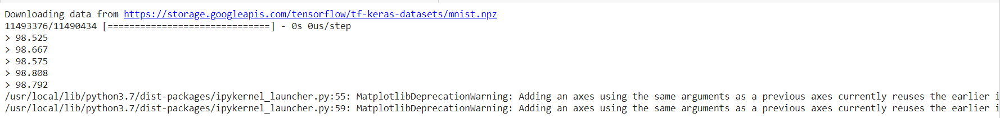 Downloading data from https://storage.googleapis.com/tensorflow/tf-keras-datasets/mnist.npz
11493376/11490434 [==============================] - 0s 0us/step
> 98.525
> 98.667
> 98.575
> 98.808
> 98.792
/usr/local/lib/python3.7/dist-packages/ipykernel_launcher.py:55: MatplotlibDeprecationWarning: Adding an axes using the same arguments as a previous axes currently reuses the earlier i
/usr/local/lib/python3.7/dist-packages/ipykernel_launcher.py:59: MatplotlibDeprecationWarning: Adding an axes using the same arguments as a previous axes currently reuses the earlier i